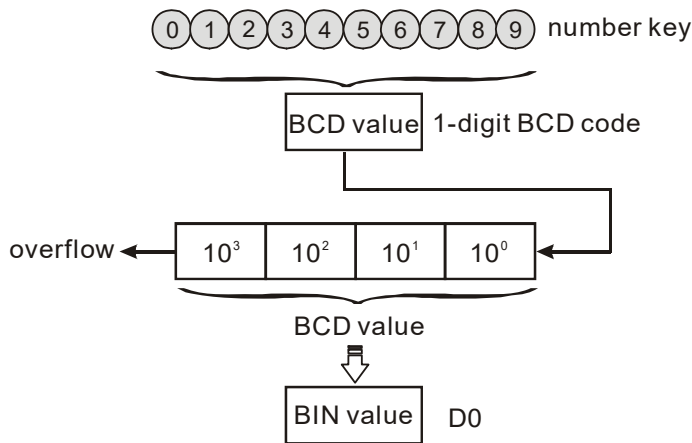 0 1 2 3 4 5 6 7 8 9 number key
BCD value 1-digit BCD code
overflow 10³ 10² 10¹ 10⁰
BCD value
BIN value D0